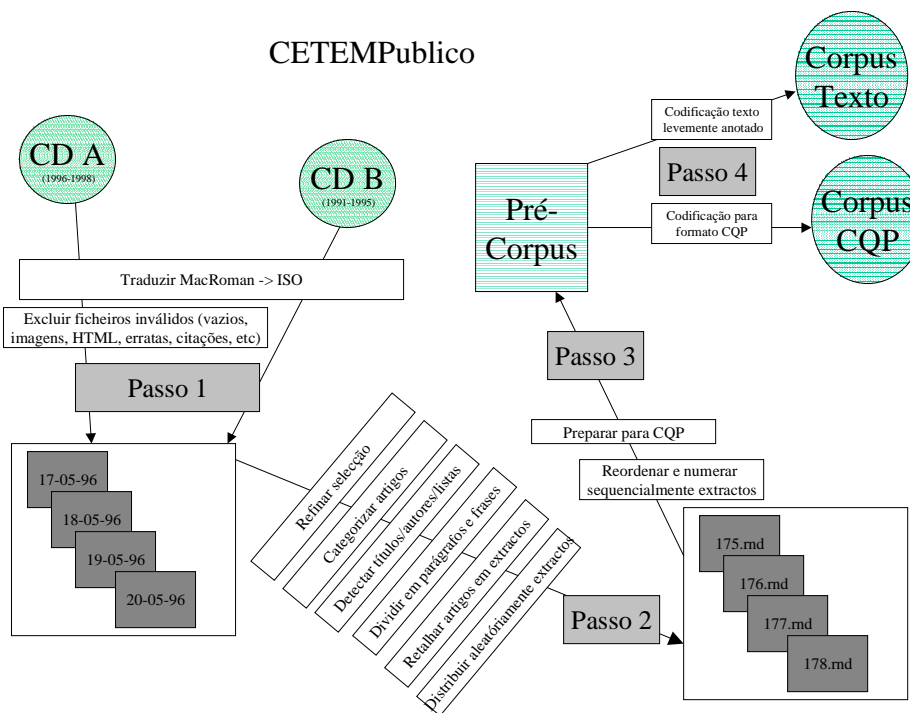 CETEMPublico
CD A
(1996-1998)
CD B
(1991-1995)
Traduzir MacRoman -> ISO
Excluir ficheiros inválidos (vazios,
imagens, HTML, erratas, citações, etc)
Passo 1
17-05-96
18-05-96
19-05-96
20-05-96
Refinar selecção
Categorizar artigos
Detectar títulos/autores/listas
Dividir em parágrafos e frases
Retalhar artigos em extractos
Distribuir aleatóriamente extractos
Passo 2
175.rnd
176.rnd
177.rnd
178.rnd
Reordenar e numerar
sequencialmente extractos
Preparar para CQP
Passo 3
Pré-
Corpus
Codificação texto
levemente anotado
Passo 4
Codificação para
formato CQP
Corpus
Texto
Corpus
CQP